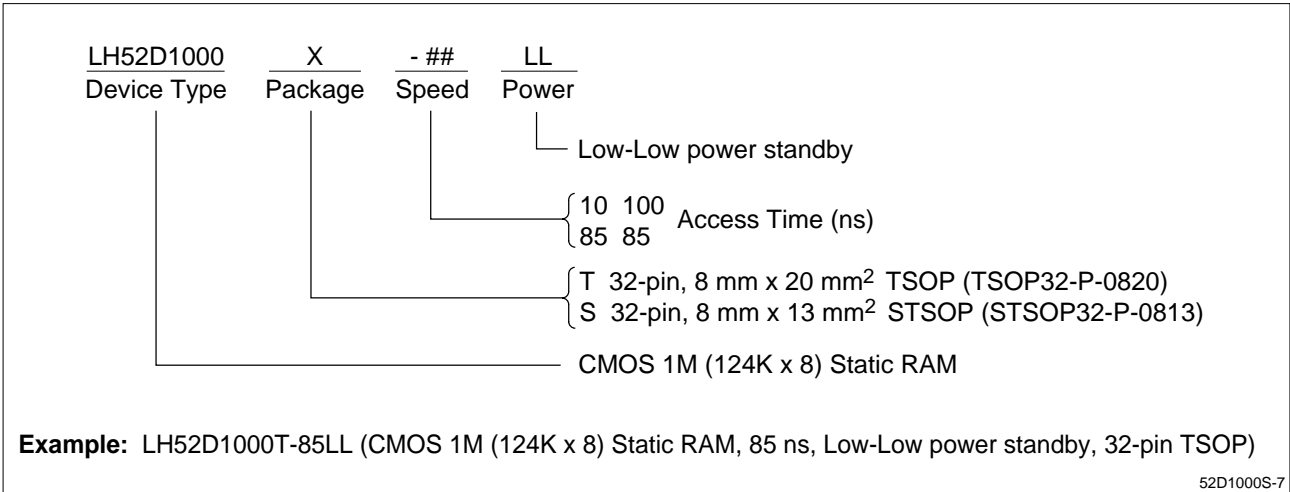 LH52D1000 X - ## LL
Device Type Package Speed Power
Low-Low power standby
10 100
85 85
Access Time (ns)
T 32-pin, 8 mm x 20 mm² TSOP (TSOP32-P-0820)
S 32-pin, 8 mm x 13 mm² STSOP (STSOP32-P-0813)
CMOS 1M (124K x 8) Static RAM
Example: LH52D1000T-85LL (CMOS 1M (124K x 8) Static RAM, 85 ns, Low-Low power standby, 32-pin TSOP)
52D1000S-7